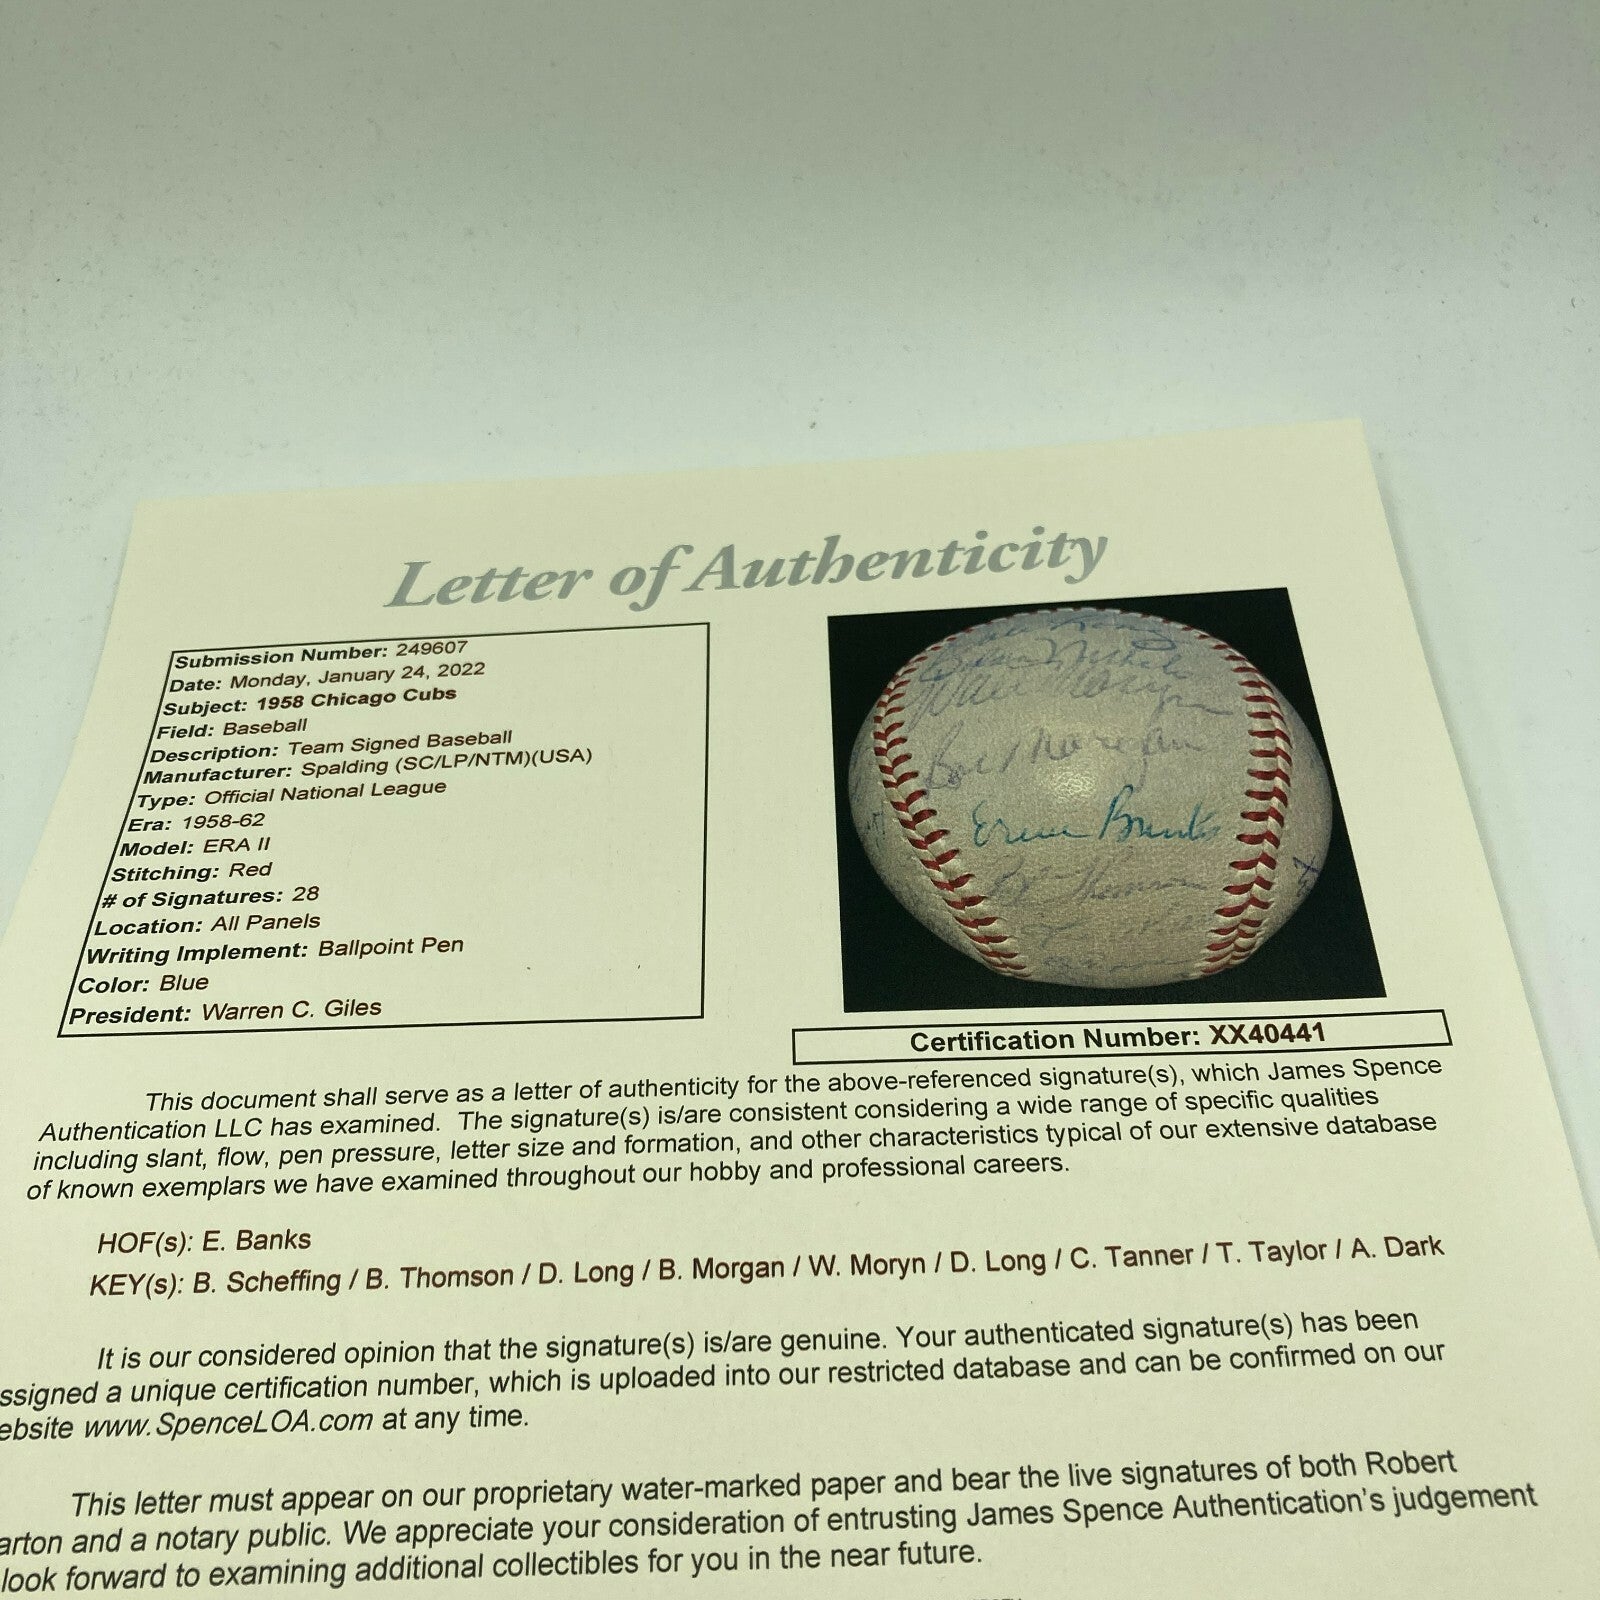 Letter of Authenticity
Submission Number: 249607
Date: Monday, January 24, 2022
Subject: 1958 Chicago Cubs
Field: Baseball
Description: Team Signed Baseball
Manufacturer: Spalding (SC/LP/NTM)(USA)
Type: Official National League
Era: 1958-62
Model: ERA II
Stitching: Red
# of Signatures: 28
Location: All Panels
Writing Implement: Ballpoint Pen
Color: Blue
President: Warren C. Giles
Walt Moryn
Bob Morgan
Ernie Banks
Bob Thomson
Certification Number: XX40441
This document shall serve as a letter of authenticity for the above-referenced signature(s), which James Spence
Authentication LLC has examined. The signature(s) is/are consistent considering a wide range of specific qualities
including slant, flow, pen pressure, letter size and formation, and other characteristics typical of our extensive database
of known exemplars we have examined throughout our hobby and professional careers.
HOF(s): E. Banks
KEY(s): B. Scheffing / B. Thomson / D. Long / B. Morgan / W. Moryn / D. Long / C. Tanner / T. Taylor / A. Dark
It is our considered opinion that the signature(s) is/are genuine. Your authenticated signature(s) has been
ssigned a unique certification number, which is uploaded into our restricted database and can be confirmed on our
ebsite www.SpenceLOA.com at any time.
This letter must appear on our proprietary water-marked paper and bear the live signatures of both Robert
arton and a notary public. We appreciate your consideration of entrusting James Spence Authentication's judgement
look forward to examining additional collectibles for you in the near future.